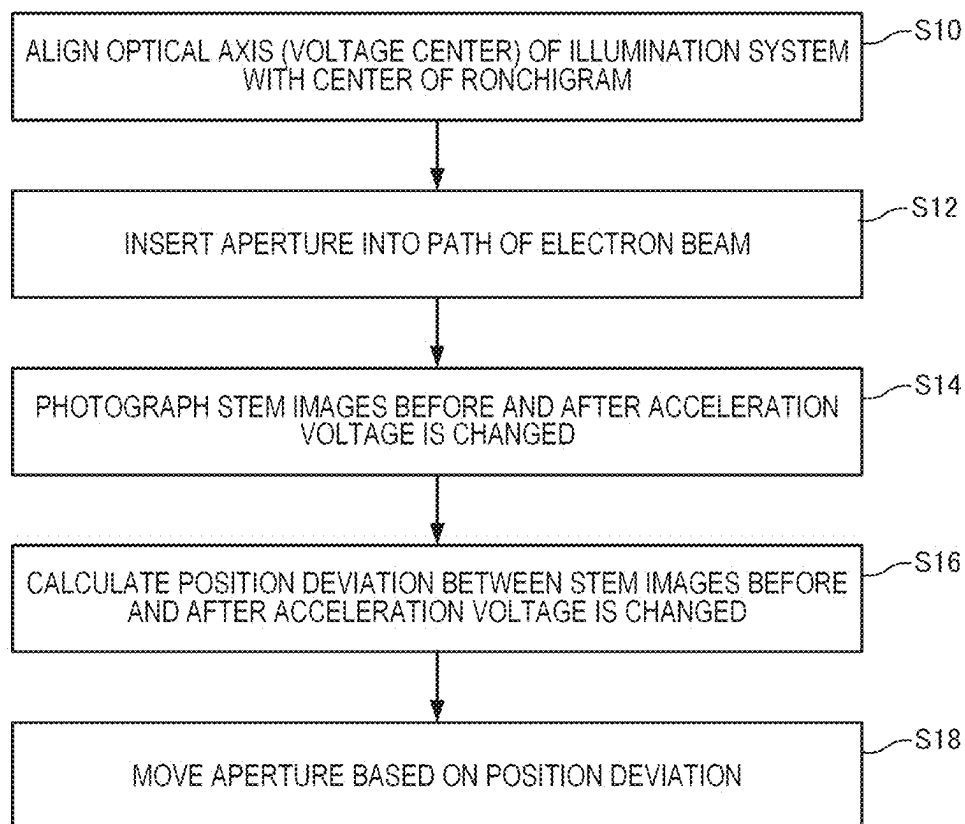 ALIGN OPTICAL AXIS (VOLTAGE CENTER) OF ILLUMINATION SYSTEM
WITH CENTER OF RONCHIGRAM
S10
INSERT APERTURE INTO PATH OF ELECTRON BEAM
S12
PHOTOGRAPH STEM IMAGES BEFORE AND AFTER ACCELERATION
VOLTAGE IS CHANGED
S14
CALCULATE POSITION DEVIATION BETWEEN STEM IMAGES BEFORE
AND AFTER ACCELERATION VOLTAGE IS CHANGED
S16
MOVE APERTURE BASED ON POSITION DEVIATION
S18